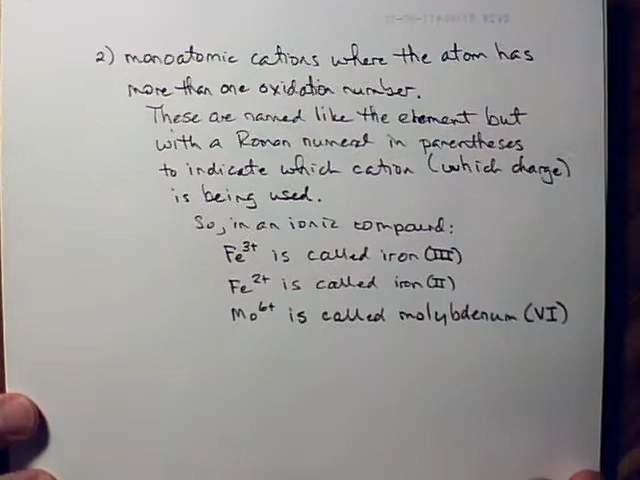 2) monoatomic cations where the atom has
more than one oxidation number.
These are named like the element but
with a Roman numeral in parentheses
to indicate which cation (which charge)
is being used.
So, in an ionic compound:
Fe³⁺ is called iron (III)
Fe²⁺ is called iron (II)
Mo⁶⁺ is called molybdenum (VI)